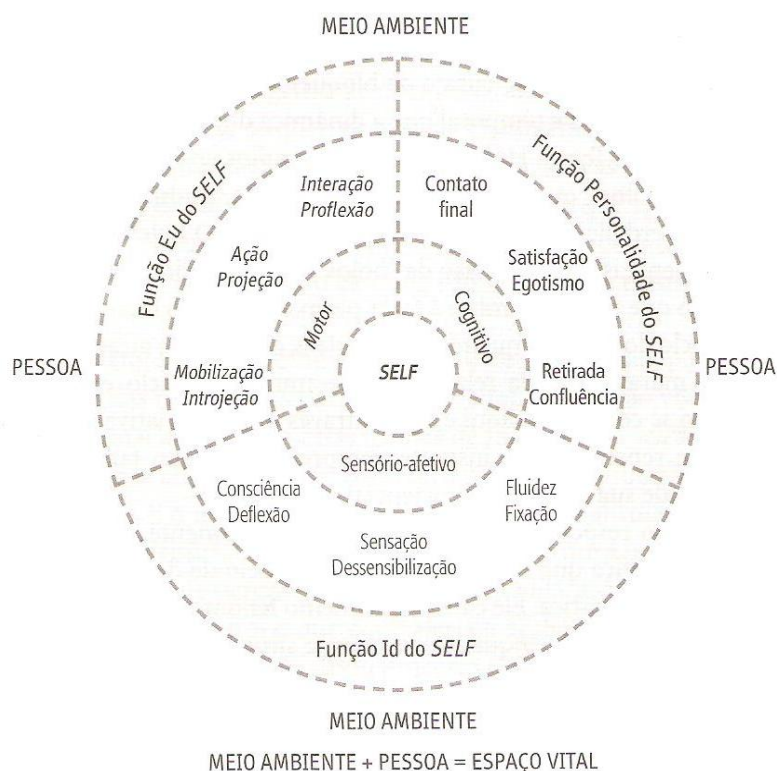 MEIO AMBIENTE
Função Eu do SELF
Função Personalidade do SELF
Interação
Proflexão
Contato
final
Ação
Projeção
Satisfação
Egotismo
Motor
Cognitivo
PESSOA
Mobilização
Introjeção
SELF
Retirada
Confluência
PESSOA
Sensório-afetivo
Consciência
Deflexão
Fluidez
Fixação
Sensação
Dessensibilização
Função Id do SELF
MEIO AMBIENTE
MEIO AMBIENTE + PESSOA = ESPAÇO VITAL